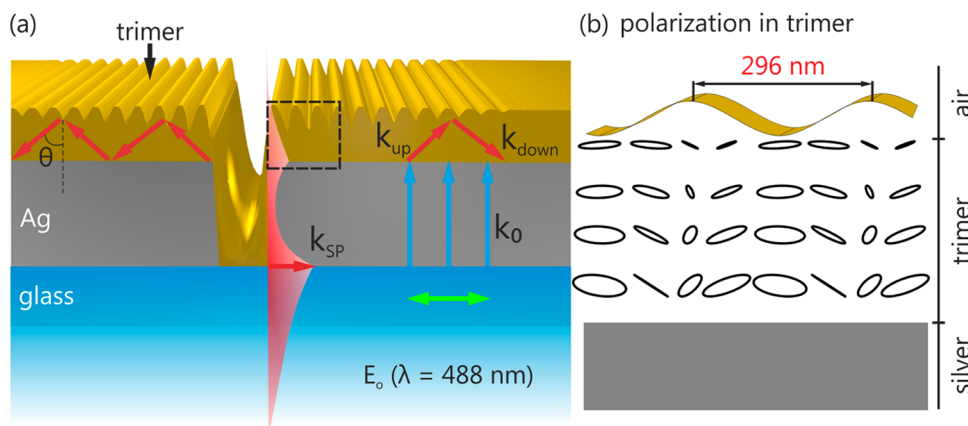 (a)
trimer
θ
k_up
k_down
Ag
k_SP
k_0
glass
E_o (λ = 488 nm)
(b) polarization in trimer
296 nm
air
trimer
silver